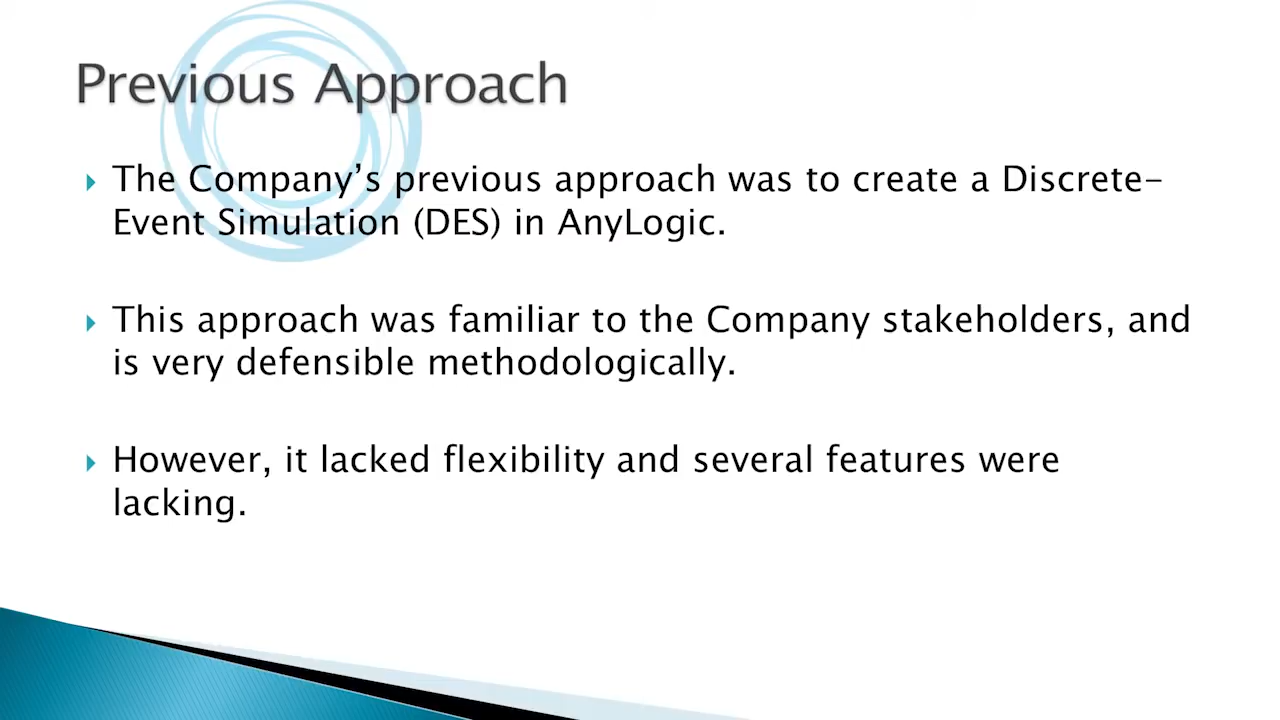 Previous Approach
The Company’s previous approach was to create a Discrete-
Event Simulation (DES) in AnyLogic.
This approach was familiar to the Company stakeholders, and
is very defensible methodologically.
However, it lacked flexibility and several features were
lacking.